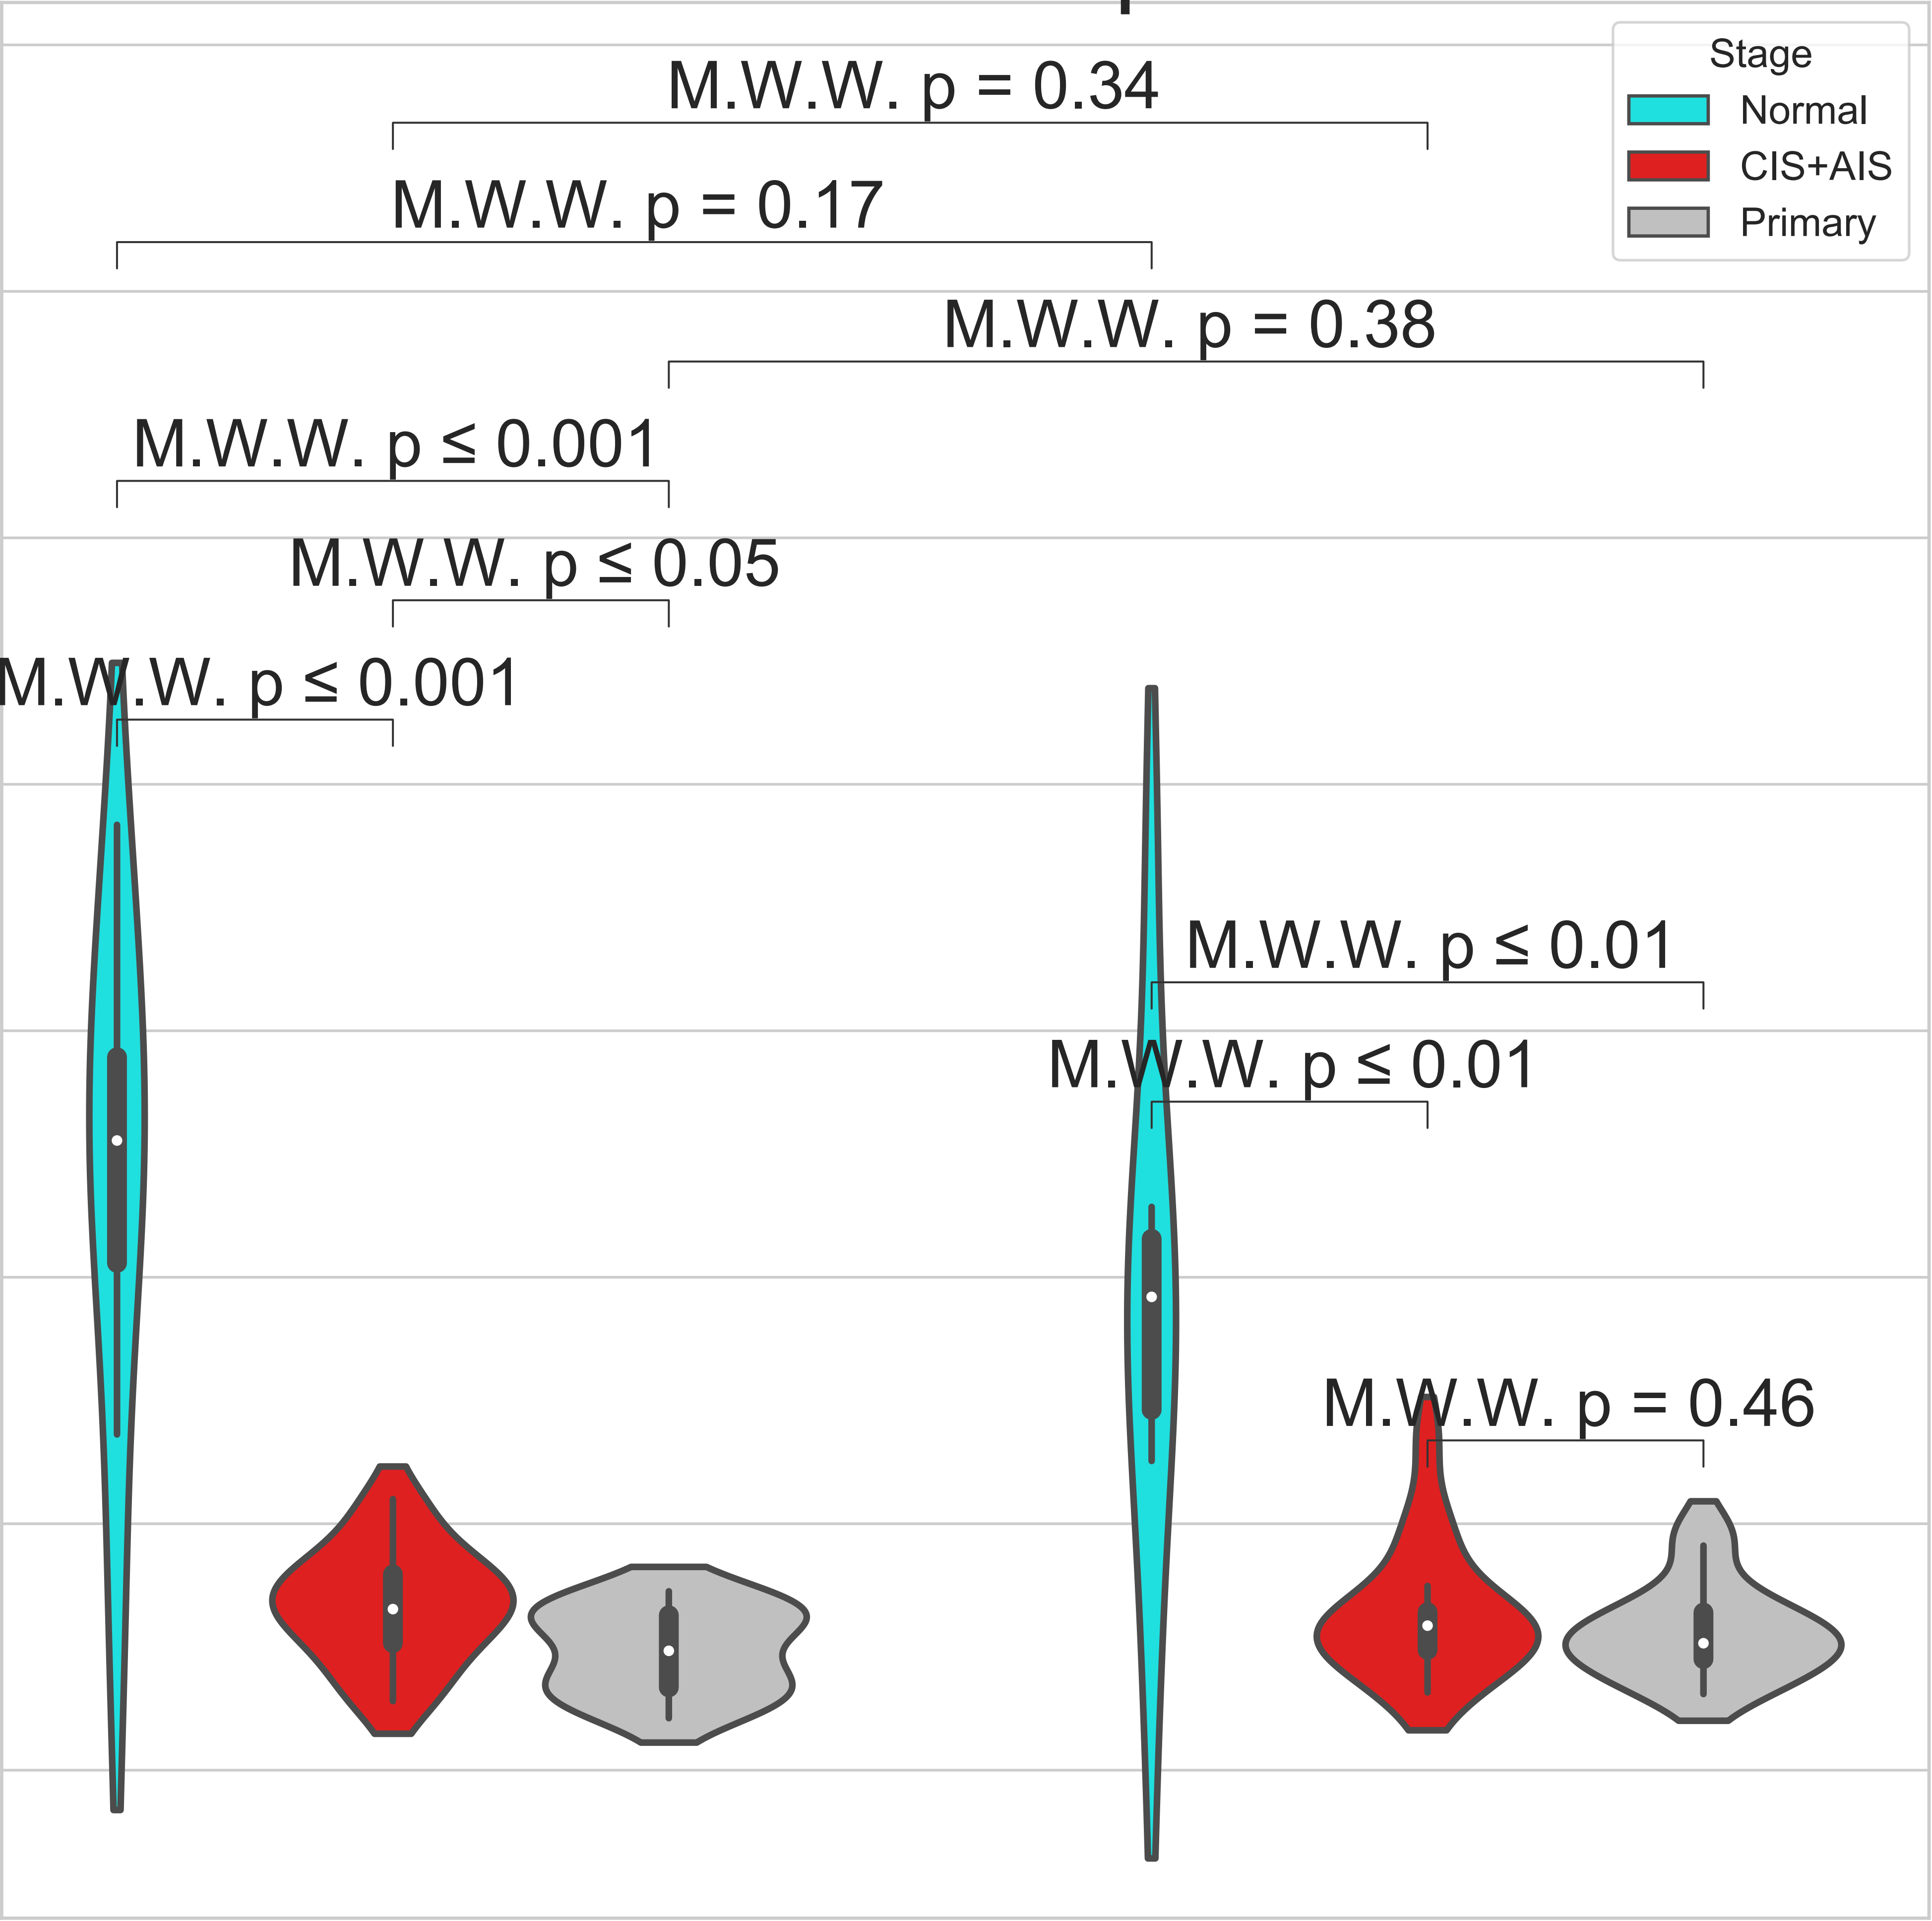 Stage
Normal
CIS+AIS
Primary
M.W.W. p = 0.34
M.W.W. p = 0.17
M.W.W. p = 0.38
M.W.W. p ≤ 0.001
M.W.W. p ≤ 0.05
M.W.W. p ≤ 0.001
M.W.W. p ≤ 0.01
M.W.W. p ≤ 0.01
M.W.W. p = 0.46